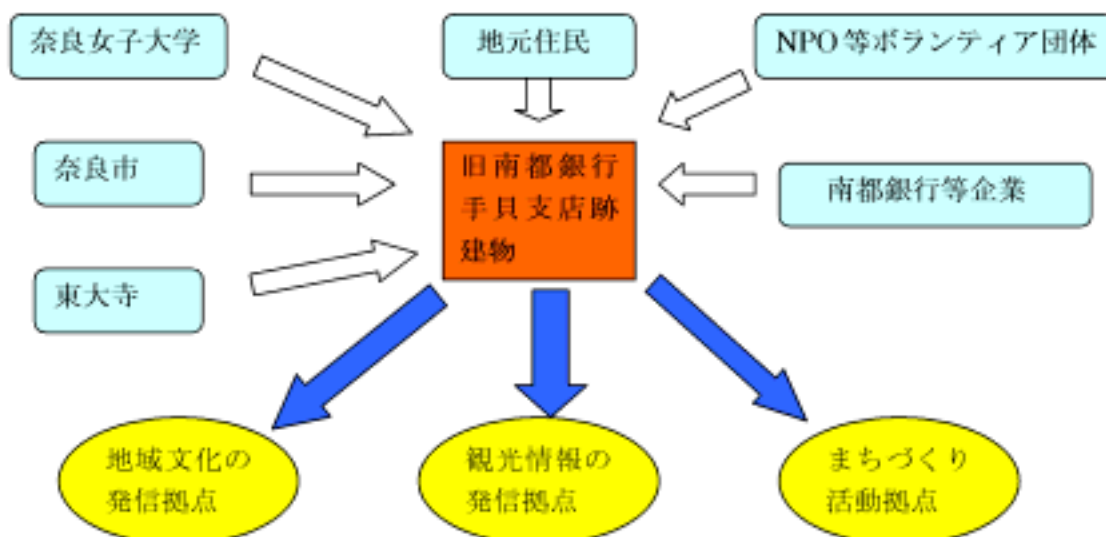 奈良女子大学
地元住民
NPO等ボランティア団体
奈良市
旧南都銀行
手貝支店跡
建物
南都銀行等企業
東大寺
地域文化の
発信拠点
観光情報の
発信拠点
まちづくり
活動拠点